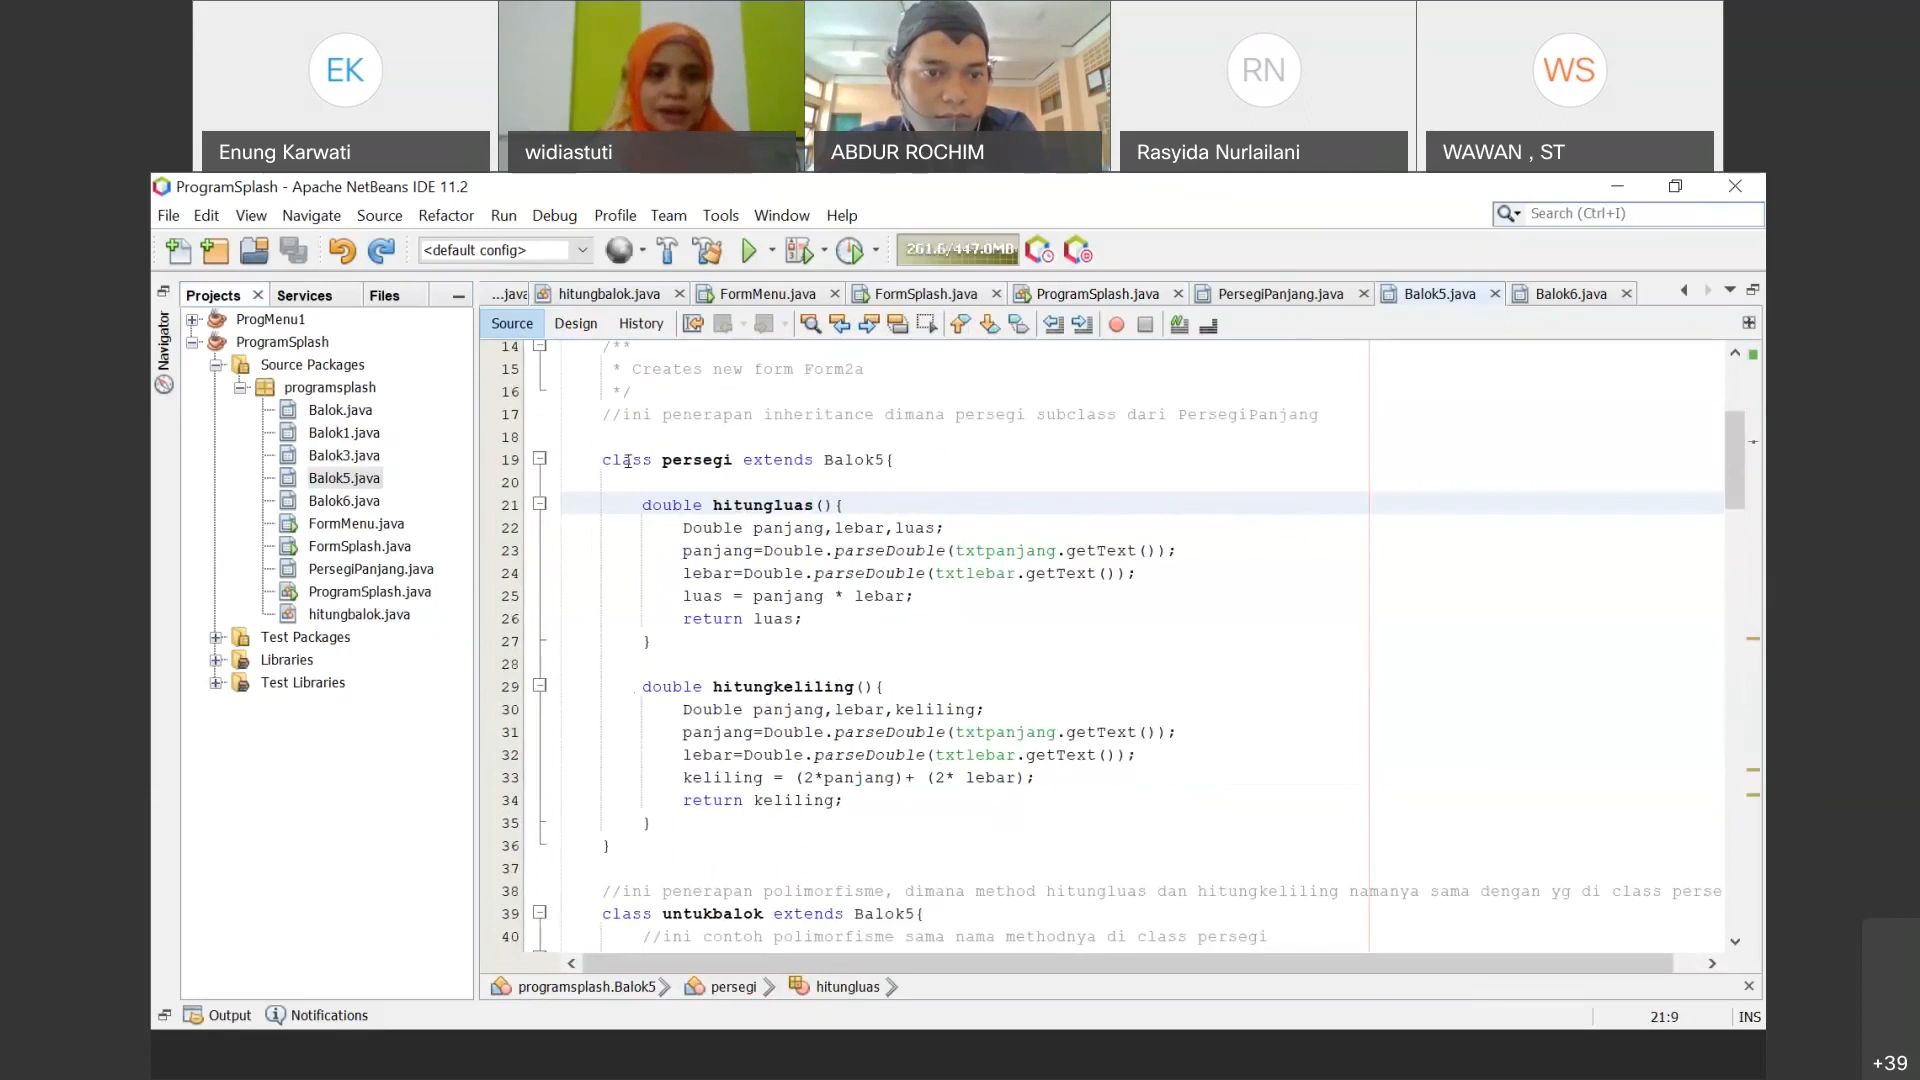 EK
RN
WS
Enung Karwati
widiastuti
ABDUR ROCHIM
Rasyida Nurlailani
WAWAN , ST
ProgramSplash - Apache NetBeans IDE 11.2
File Edit View Navigate Source Refactor Run Debug Profile Team Tools Window Help
Search (Ctrl+I)
<default config>
261.6/447.0MB
Projects Services Files
...java hitungbalok.java FormMenu.java FormSplash.java ProgramSplash.java PersegiPanjang.java Balok5.java Balok6.java
Source Design History
Navigator
ProgMenu1
ProgramSplash
Source Packages
programsplash
Balok.java
Balok1.java
Balok3.java
Balok5.java
Balok6.java
FormMenu.java
FormSplash.java
PersegiPanjang.java
ProgramSplash.java
hitungbalok.java
Test Packages
Libraries
Test Libraries
14 /**
15 * Creates new form Form2a
16 */
17 //ini penerapan inheritance dimana persegi subclass dari PersegiPanjang
18
19 class persegi extends Balok5{
20
21 double hitungluas(){
22 Double panjang,lebar,luas;
23 panjang=Double.parseDouble(txtpanjang.getText());
24 lebar=Double.parseDouble(txtlebar.getText());
25 luas = panjang * lebar;
26 return luas;
27 }
28
29 double hitungkeliling(){
30 Double panjang,lebar,keliling;
31 panjang=Double.parseDouble(txtpanjang.getText());
32 lebar=Double.parseDouble(txtlebar.getText());
33 keliling = (2*panjang)+ (2* lebar);
34 return keliling;
35 }
36 }
37
38 //ini penerapan polimorfisme, dimana method hitungluas dan hitungkeliling namanya sama dengan yg di class perse
39 class untukbalok extends Balok5{
40 //ini contoh polimorfisme sama nama methodnya di class persegi
programsplash.Balok5 persegi hitungluas
Output Notifications
21:9 INS
+39